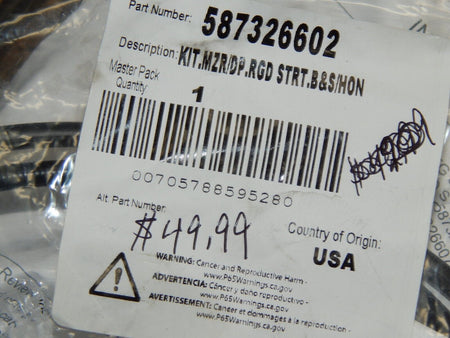 Part Number: 587326602
Description: KIT.MZR/DP.RGD STRT.B&S/HON
Master Pack
Quantity 1
00705788595280
Alt. Part Number
$49.99
Country of Origin:
USA
WARNING: Cancer and Reproductive Harm -
www.P65Warnings.ca.gov
ADVERTENCIA: Cáncer y daño reproductivo -
www.P65Warnings.ca.gov
AVERTISSEMENT: Cancer et dommages à la reproduction -
www.P65Warnings.ca.gov